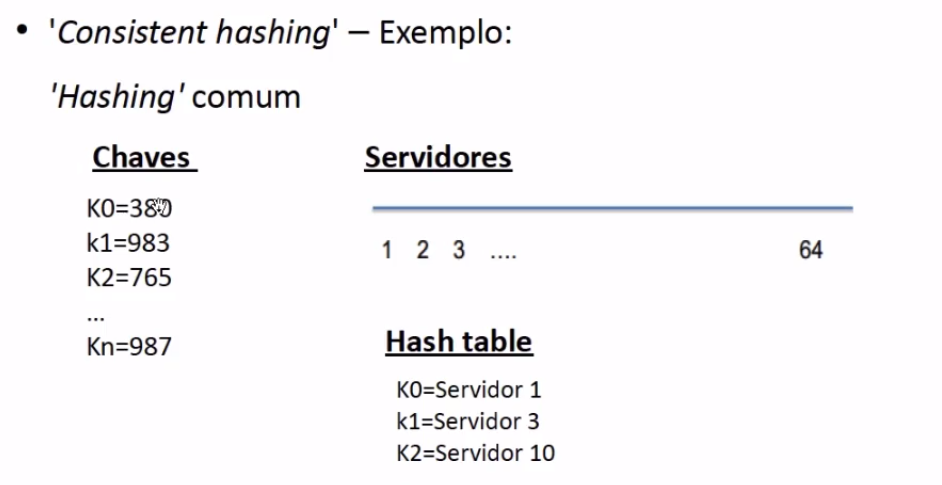 • 'Consistent hashing' – Exemplo:
'Hashing' comum
Chaves
K0=380
k1=983
K2=765
...
Kn=987
Servidores
1 2 3 .... 64
Hash table
K0=Servidor 1
k1=Servidor 3
K2=Servidor 10